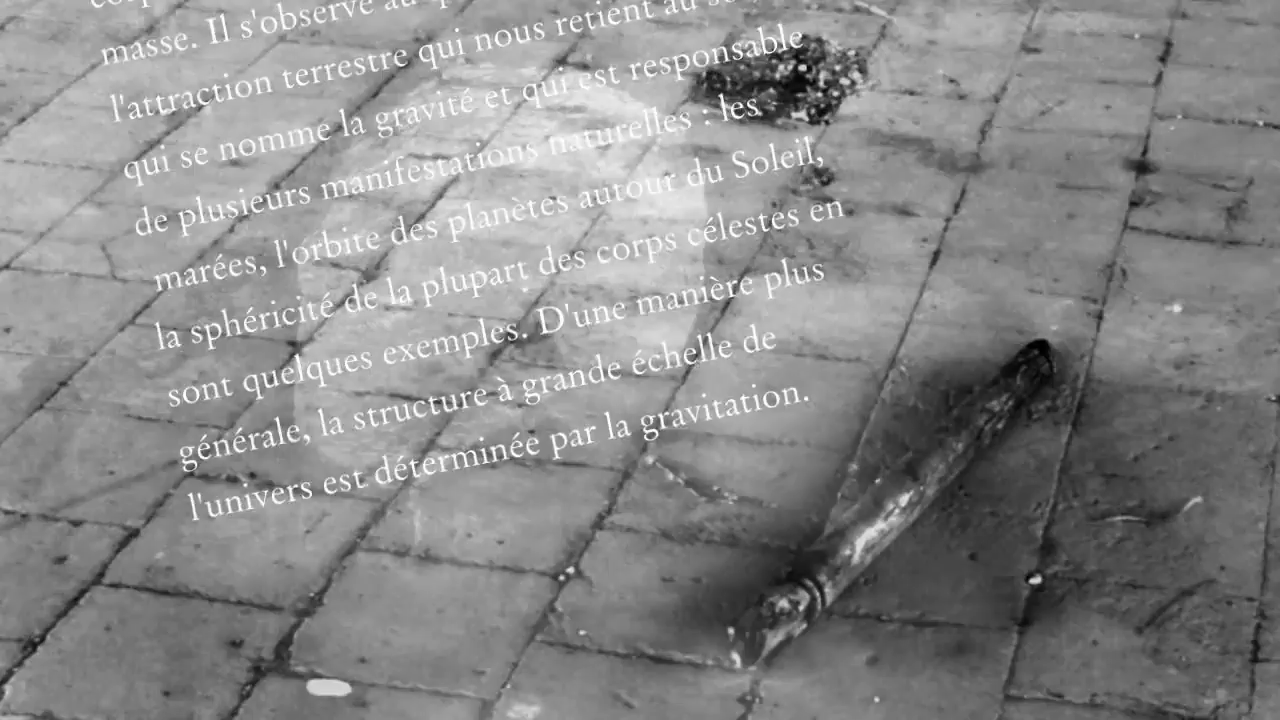 masse. Il s'observe au
l'attraction terrestre qui nous retient au
qui se nomme la gravité et qui est responsable
de plusieurs manifestations naturelles : les
marées, l'orbite des planètes autour du Soleil,
la sphéricité de la plupart des corps célestes en
sont quelques exemples. D'une manière plus
générale, la structure à grande échelle de
l'univers est déterminée par la gravitation.